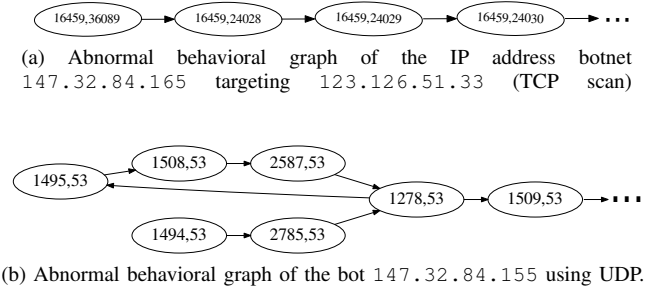 16459,36089 16459,24028 16459,24029 16459,24030 ...
(a) Abnormal behavioral graph of the IP address botnet
147.32.84.165 targeting 123.126.51.33 (TCP scan)
1508,53 2587,53
1495,53
1278,53 1509,53 ...
1494,53 2785,53
(b) Abnormal behavioral graph of the bot 147.32.84.155 using UDP.